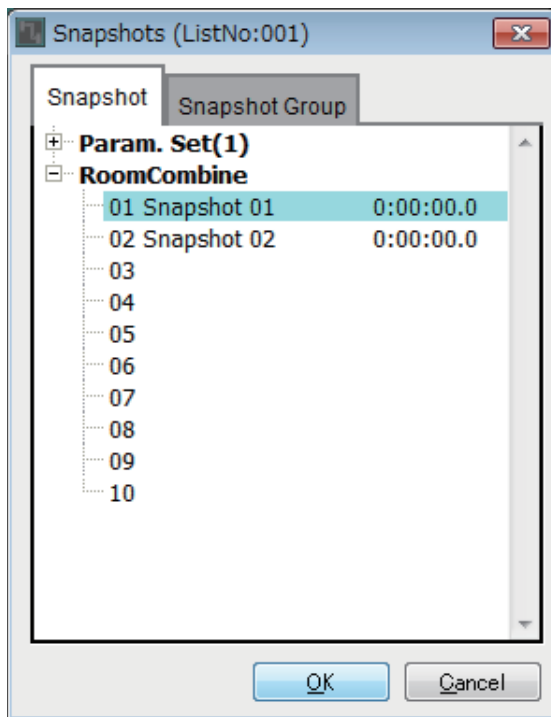 Snapshots (ListNo:001)
Snapshot Snapshot Group
Param. Set(1)
RoomCombine
01 Snapshot 01 0:00:00.0
02 Snapshot 02 0:00:00.0
03
04
05
06
07
08
09
10
OK Cancel